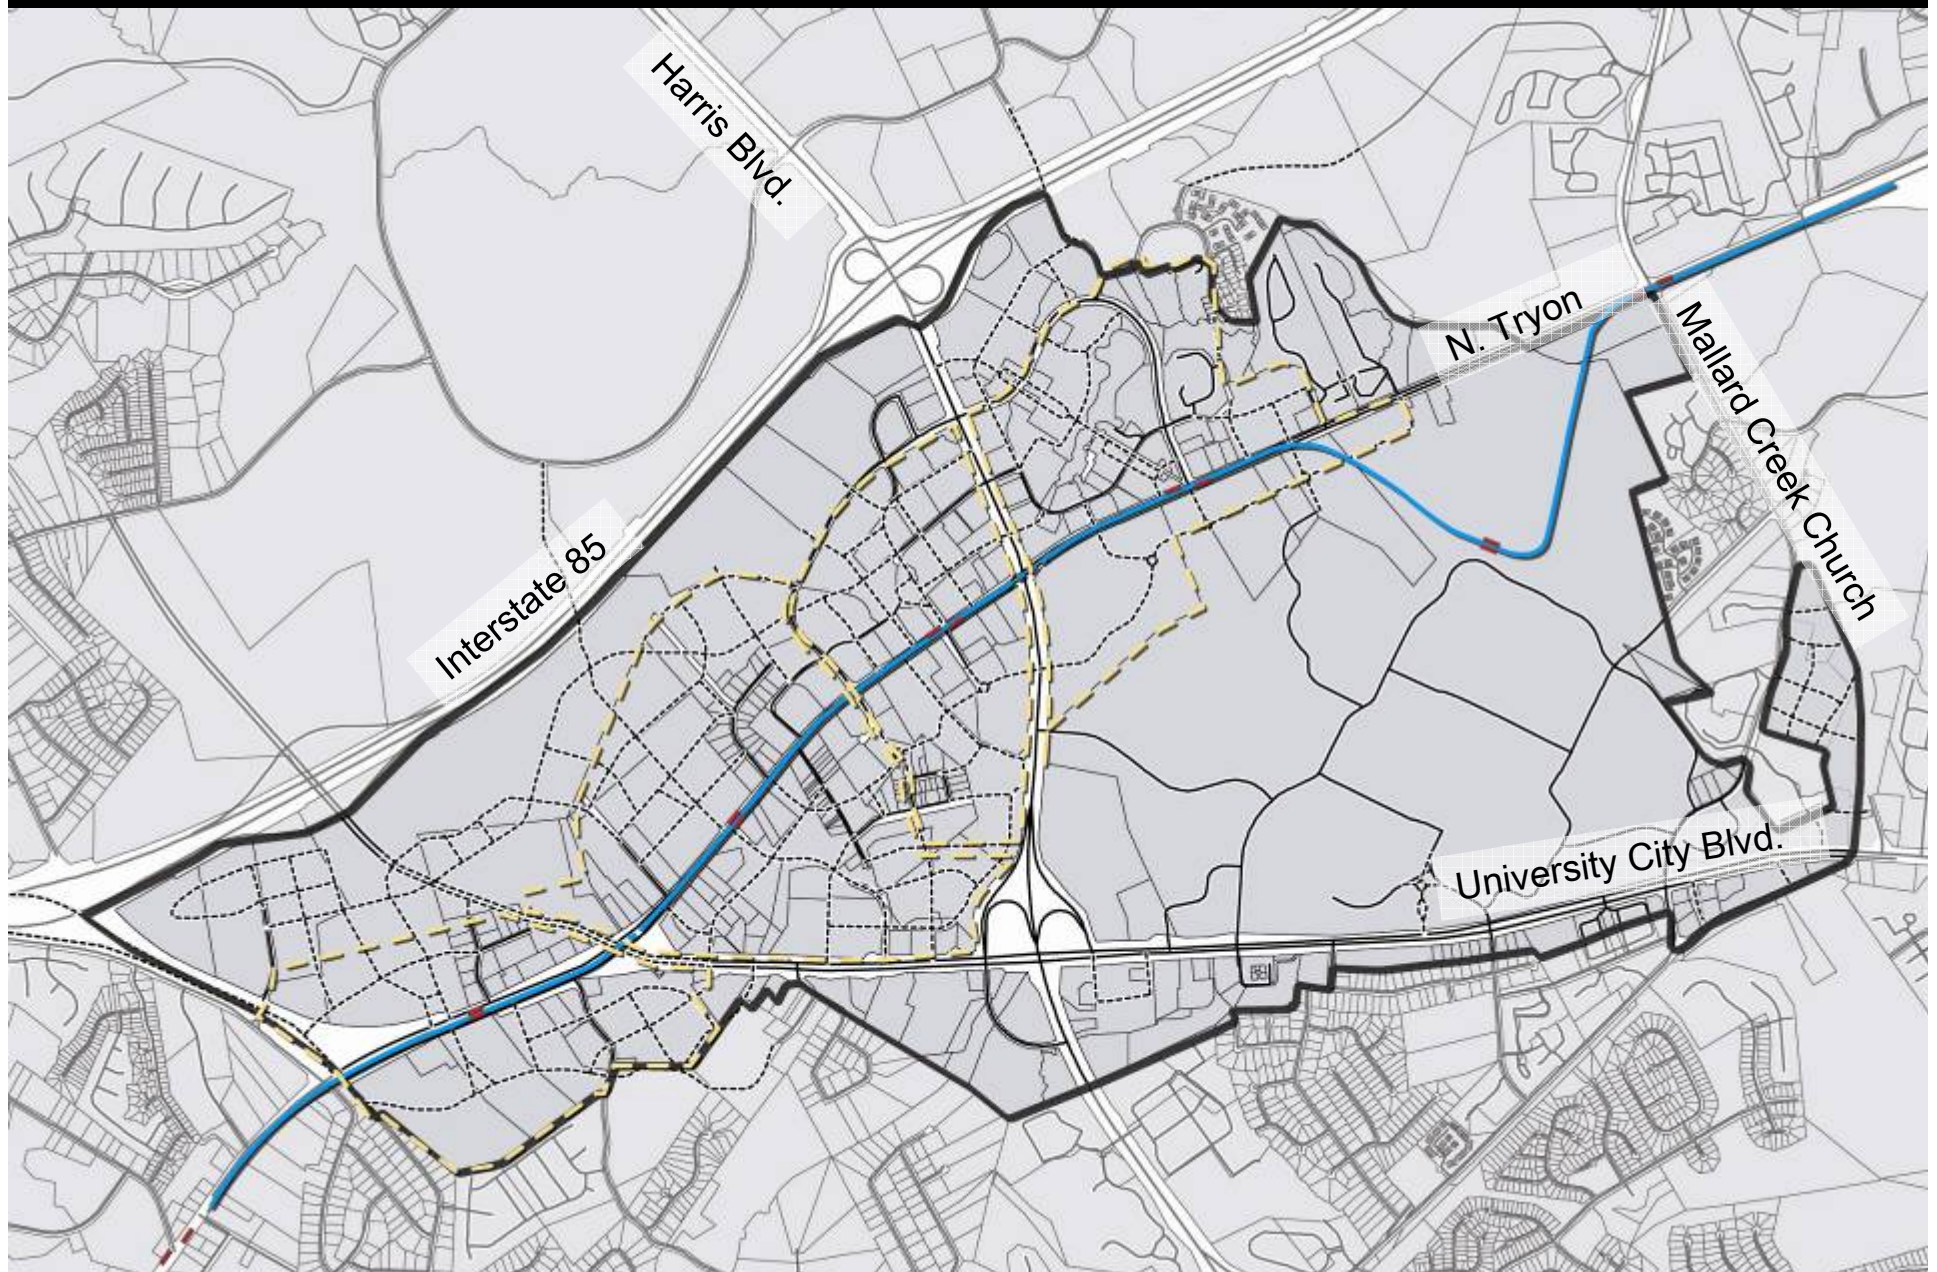 Harris Blvd.
N. Tryon
Mallard Creek Church
Interstate 85
University City Blvd.